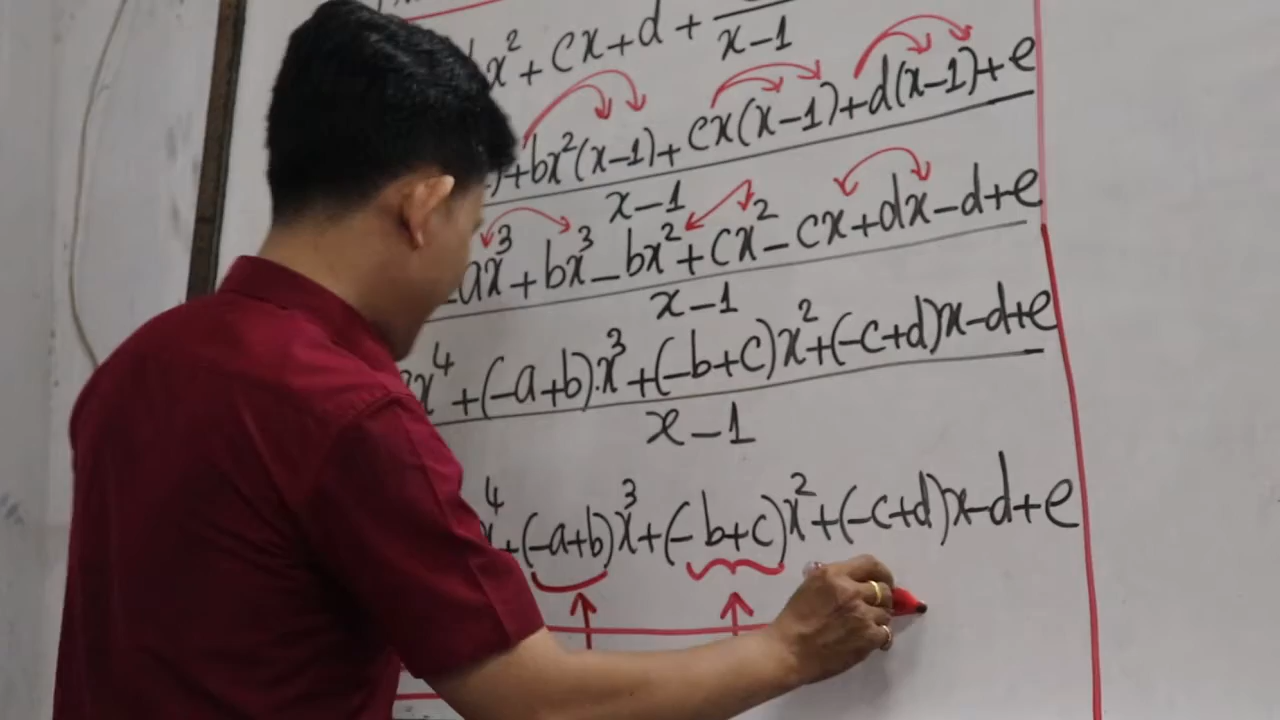 x² + cx + d + x-1
) + bx²(x-1) + cx(x-1) + d(x-1) + e
x-1
ax³ + bx³ - bx² + cx² - cx + dx - d + e
x-1
x⁴ + (-a+b).x³ + (-b+c)x² + (-c+d)x - d + e
x-1
x⁴ + (-a+b)x³ + (-b+c)x² + (-c+d)x - d + e